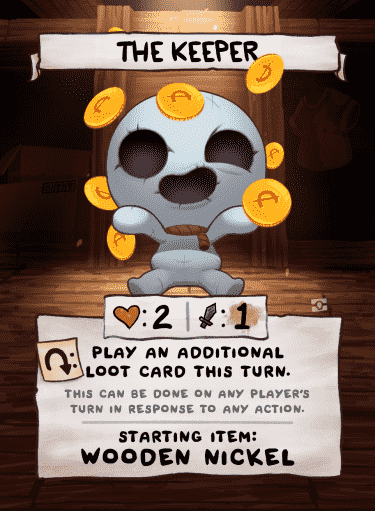 THE KEEPER
:2 :1
PLAY AN ADDITIONAL
LOOT CARD THIS TURN.
THIS CAN BE DONE ON ANY PLAYER'S
TURN IN RESPONSE TO ANY ACTION.
STARTING ITEM:
WOODEN NICKEL